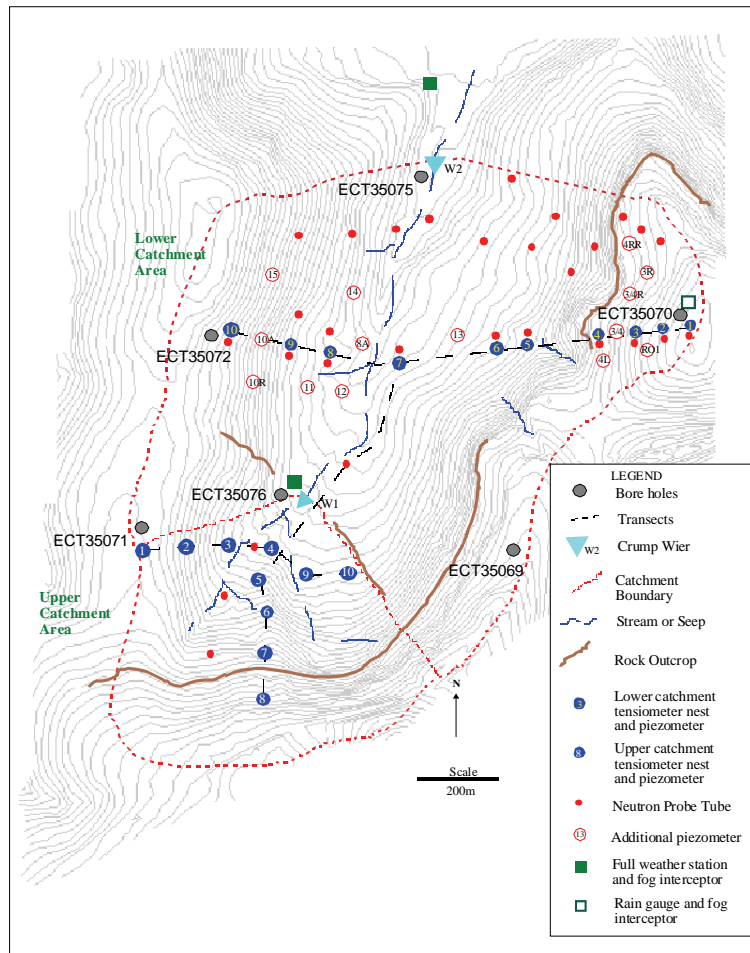 W2
ECT35075
Lower
Catchment
Area
4RR
15
3R
14
3/4R
ECT35070
10
10A
9
8
8A
13
6
5
4
3/4
3
2
1
ECT35072
7
4L
RO1
10R
11
12
ECT35076
W1
ECT35071
1
2
3
4
ECT35069
5
9
10
Upper
Catchment
Area
6
7
8
N
Scale
200m
LEGEND
Bore holes
Transects
W2
Crump Wier
Catchment
Boundary
Stream or Seep
Rock Outcrop
3
Lower catchment
tensiometer nest
and piezometer
8
Upper catchment
tensiometer nest
and piezometer
Neutron Probe Tube
13
Additional piezometer
Full weather station
and fog interceptor
Rain gauge and fog
interceptor